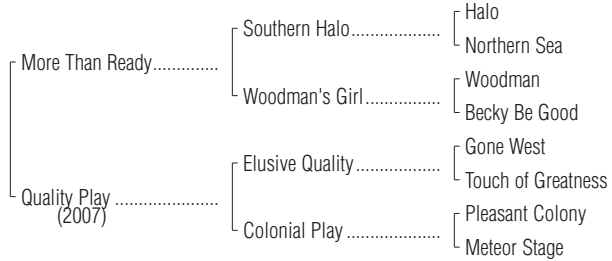 Halo
Southern Halo...................
Northern Sea
More Than Ready..............
Woodman
Woodman's Girl................
Becky Be Good
Gone West
Elusive Quality..................
Touch of Greatness
Quality Play ......................
(2007)
Pleasant Colony
Colonial Play ....................
Meteor Stage